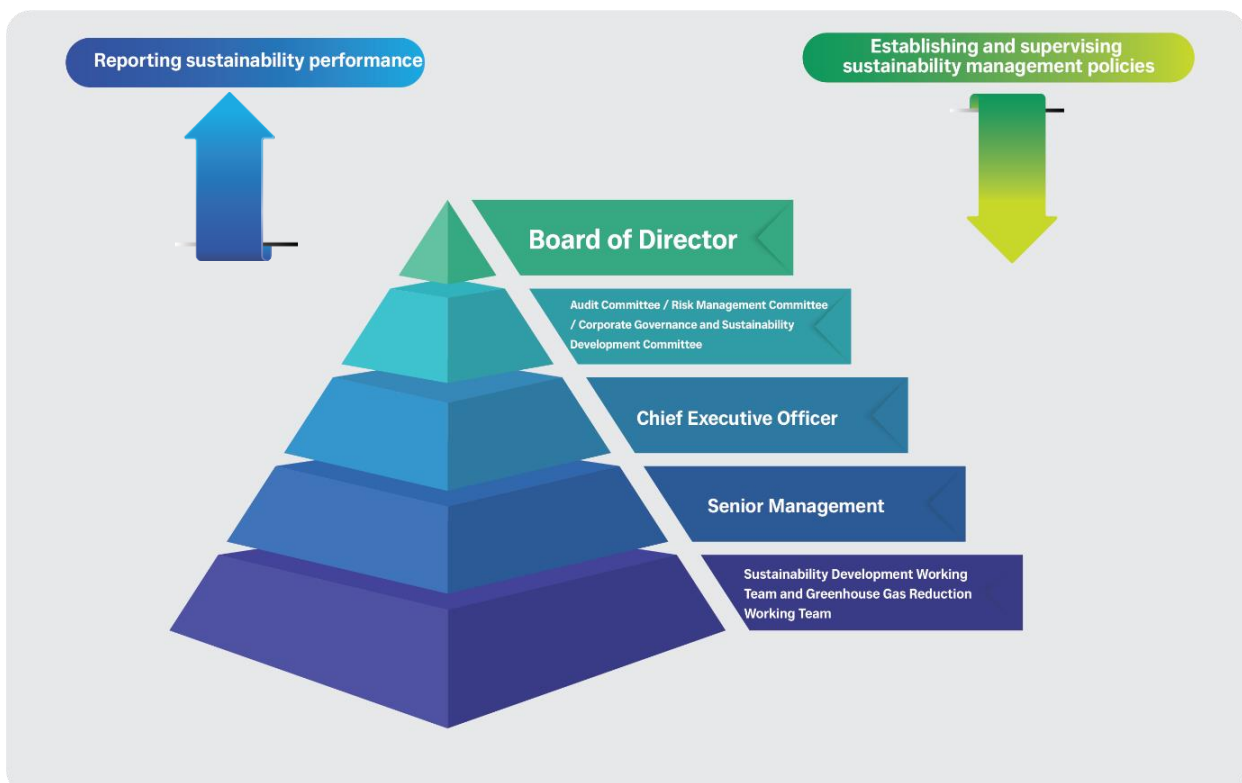 Reporting sustainability performance
Establishing and supervising
sustainability management policies
Board of Director
Audit Committee / Risk Management Committee
/ Corporate Governance and Sustainability
Development Committee
Chief Executive Officer
Senior Management
Sustainability Development Working
Team and Greenhouse Gas Reduction
Working Team